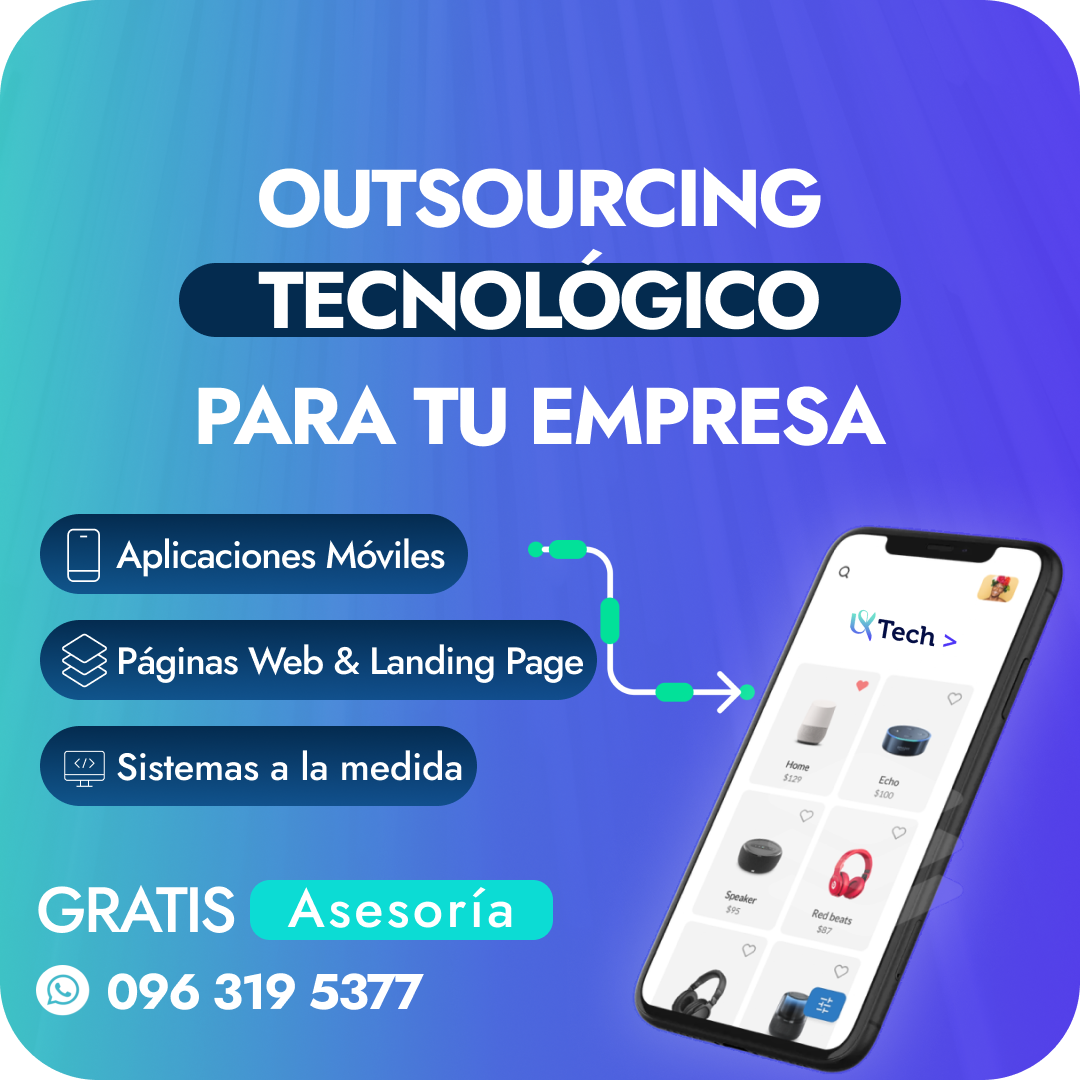 OUTSOURCING
TECNOLÓGICO
PARA TU EMPRESA
Aplicaciones Móviles
Páginas Web & Landing Page
Sistemas a la medida
GRATIS Asesoría
096 319 5377
Tech >
Home
$129
Echo
$100
Speaker
$95
Red beats
$87